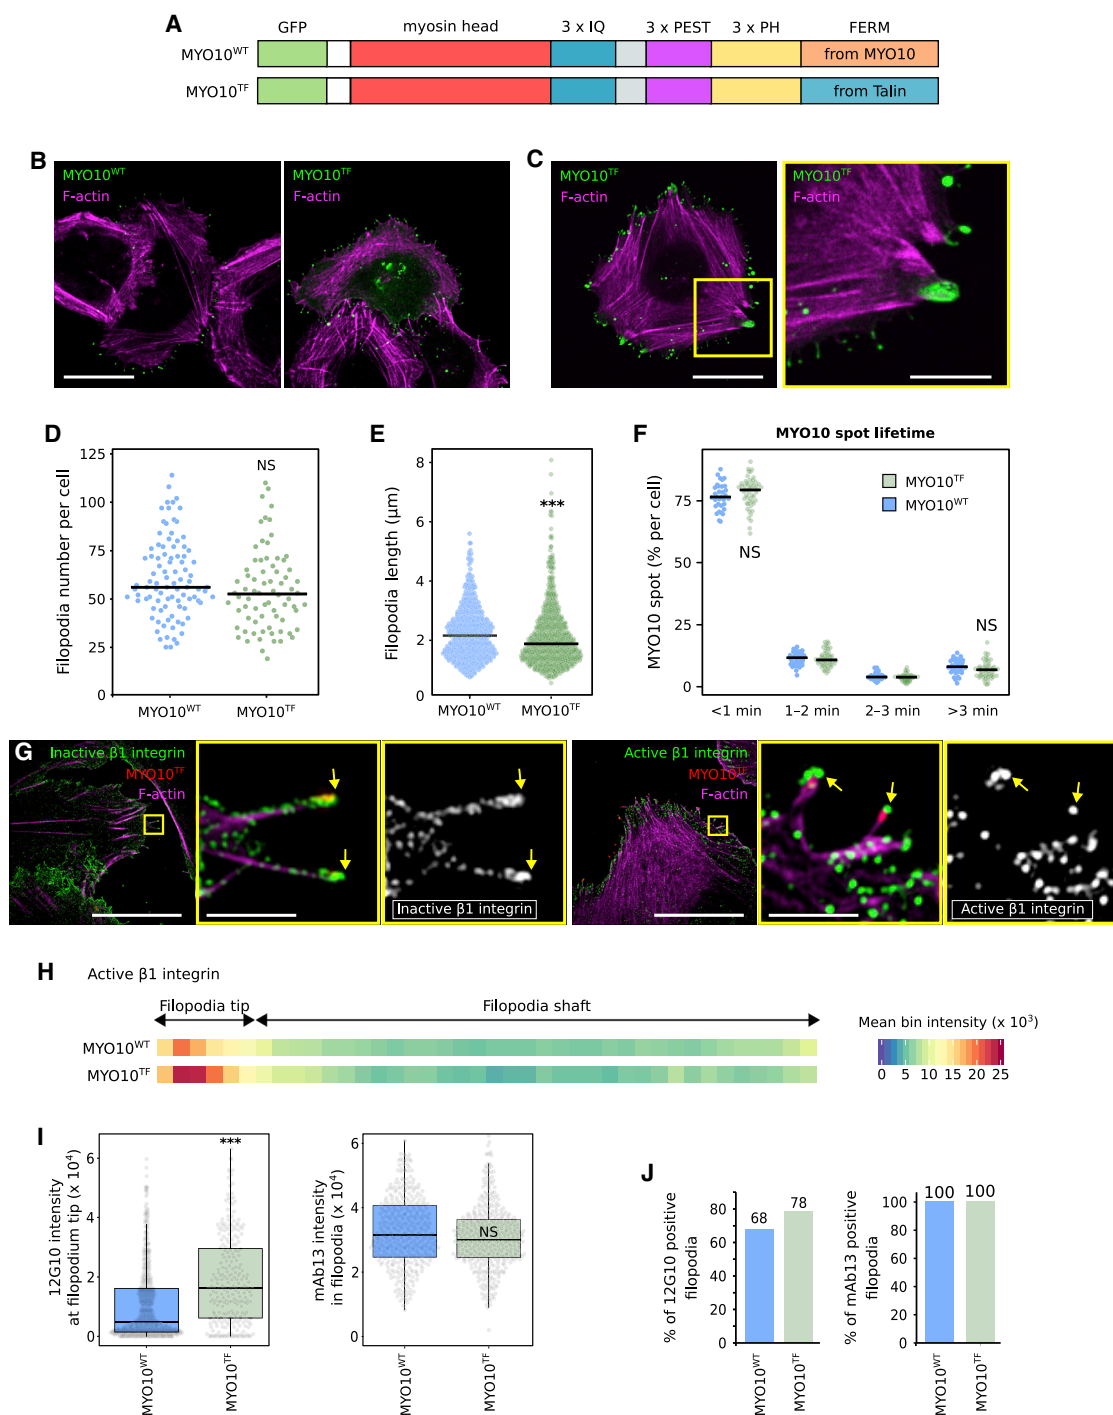 A
GFP
myosin head
3 x IQ
3 x PEST
3 x PH
FERM
MYO10WT
from MYO10
MYO10TF
from Talin
B
MYO10WT
F-actin
MYO10TF
F-actin
C
MYO10TF
F-actin
MYO10TF
F-actin
D
Filopodia number per cell
125
100
75
50
25
0
NS
MYO10WT
MYO10TF
E
Filopodia length (µm)
8
6
4
2
0
***
MYO10WT
MYO10TF
F
MYO10 spot lifetime
MYO10 spot (% per cell)
75
50
25
0
MYO10TF
MYO10WT
NS
NS
<1 min
1–2 min
2–3 min
>3 min
G
Inactive β1 integrin
MYO10TF
F-actin
Inactive β1 integrin
Active β1 integrin
MYO10
F-actin
Active β1 integrin
H
Active β1 integrin
Filopodia tip
Filopodia shaft
MYO10WT
MYO10TF
Mean bin intensity (x 10³)
0
5
10
15
20
25
I
12G10 intensity
at filopodium tip (x 10⁴)
6
4
2
0
***
MYO10WT
MYO10TF
mAb13 intensity
in filopodia (x 10⁴)
6
4
2
0
NS
MYO10WT
MYO10TF
J
% of 12G10 positive
filopodia
80
60
40
20
0
68
78
MYO10WT
MYO10TF
% of mAb13 positive
filopodia
100
80
60
40
20
0
100
100
MYO10WT
MYO10TF